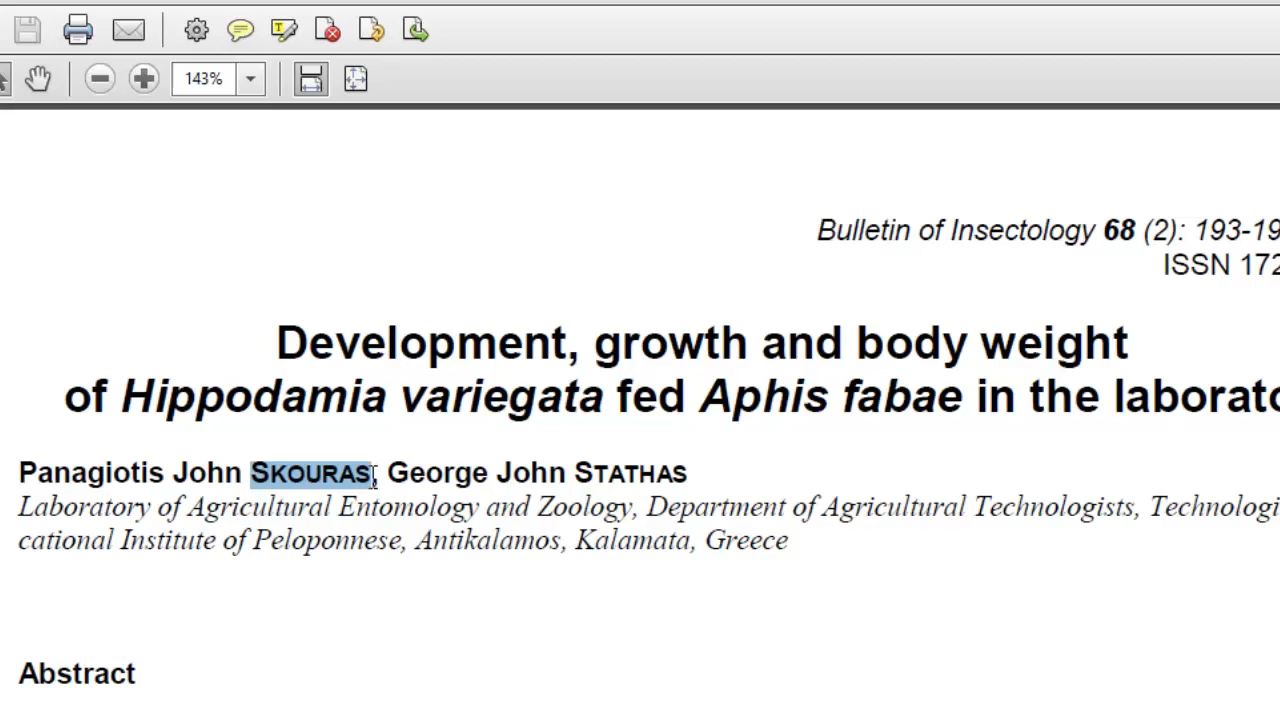 143%
Bulletin of Insectology 68 (2): 193-19
ISSN 172
Development, growth and body weight
of Hippodamia variegata fed Aphis fabae in the
Panagiotis John SKOURAS, George John STATHAS
Laboratory of Agricultural Entomology and Zoology, Department of Agricultural Technologists,
cational Institute of Peloponnese, Antikalamos, Kalamata, Greece
Abstract